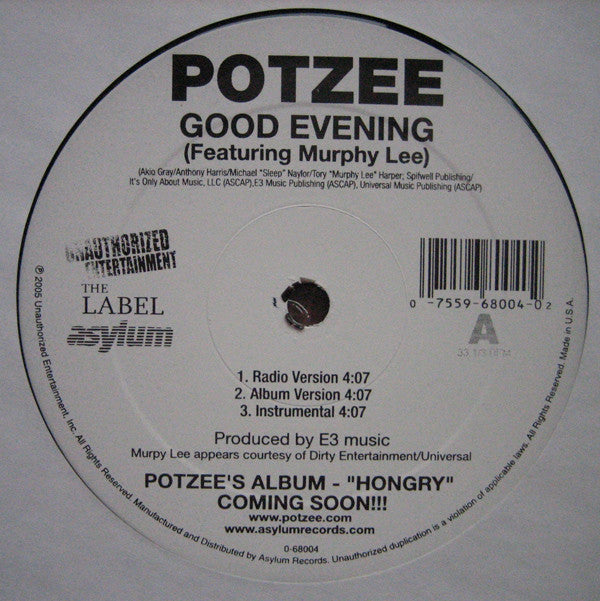 POTZEE
GOOD EVENING
(Featuring Murphy Lee)
(Akio Gray/Anthony Harris/Michael "Sleep" Naylor/Tory "Murphy Lee" Harper; Spifwell Publishing/
It's Only About Music, LLC (ASCAP),E3 Music Publishing (ASCAP), Universal Music Publishing (ASCAP)
UNAUTHORIZED
ENTERTAINMENT
THE
LABEL
asylum
0 -7559-68004-0 2
A
33 1/3 RPM
1. Radio Version 4:07
2. Album Version 4:07
3. Instrumental 4:07
Produced by E3 music
Murpy Lee appears courtesy of Dirty Entertainment/Universal
POTZEE'S ALBUM - "HONGRY"
COMING SOON!!!
www.potzee.com
www.asylumrecords.com
0-68004
℗ 2005 Unauthorized Entertainment, Inc. All Rights Reserved. Manufactured and Distributed by Asylum Records. Unauthorized duplication is a violation of applicable laws. All Rights Reserved. Made in U.S.A.